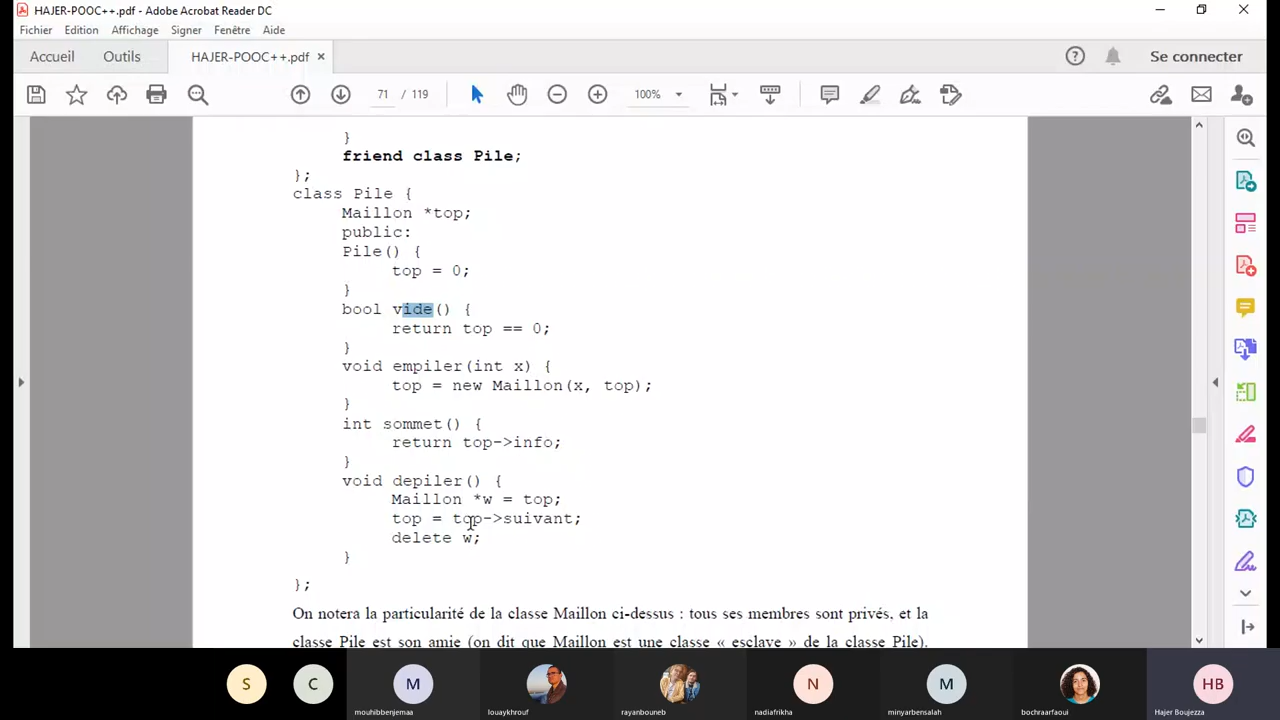 HAJER-POOC++.pdf - Adobe Acrobat Reader DC
Fichier Edition Affichage Signer Fenêtre Aide
Accueil Outils HAJER-POOC++.pdf × Se connecter
71 / 119 100%
}
friend class Pile;
};
class Pile {
Maillon *top;
public:
Pile() {
top = 0;
}
bool vide() {
return top == 0;
}
void empiler(int x) {
top = new Maillon(x, top);
}
int sommet() {
return top->info;
}
void depiler() {
Maillon *w = top;
top = top->suivant;
delete w;
}
};
On notera la particularité de la classe Maillon ci-dessus : tous ses membres sont privés, et la
classe Pile est son amie (on dit que Maillon est une classe « esclave » de la classe Pile).
S C M N M HB
mouhibbenjemaa louaykhrouf rayanbouneb nadiafrikha minyarbensalah bochraarfaoui Hajer Boujezza